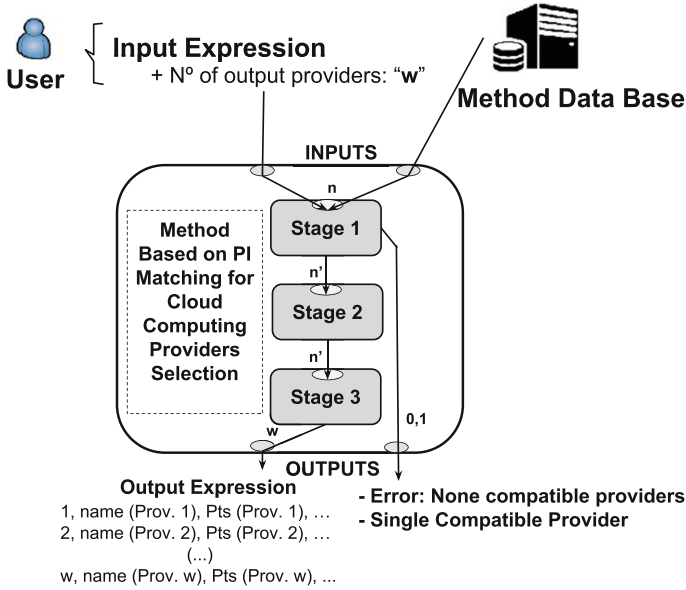 User
Input Expression
+ Nº of output providers: “w”
Method Data Base
INPUTS
n
Method
Based on PI
Matching for
Cloud
Computing
Providers
Selection
Stage 1
n’
Stage 2
n’
Stage 3
w
0,1
OUTPUTS
Output Expression
1, name (Prov. 1), Pts (Prov. 1), …
2, name (Prov. 2), Pts (Prov. 2), …
(...)
w, name (Prov. w), Pts (Prov. w), ...
- Error: None compatible providers
- Single Compatible Provider